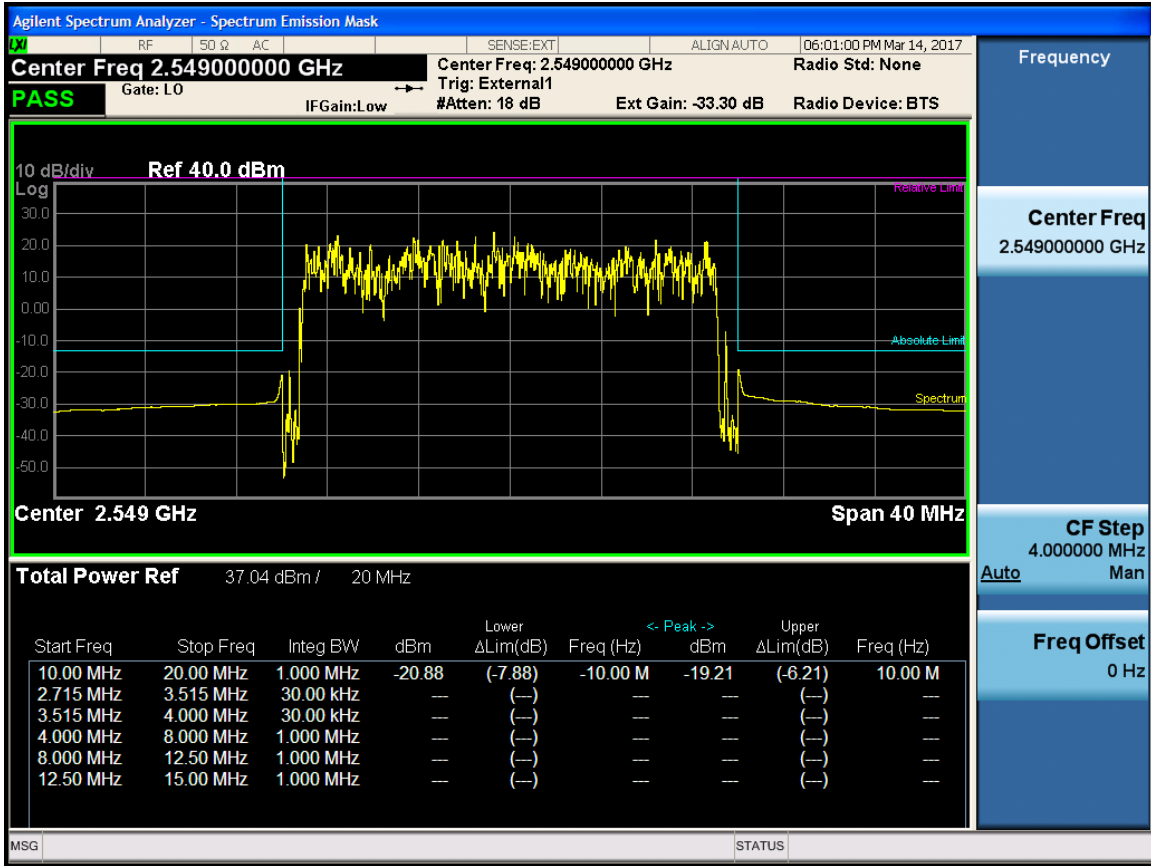 Agilent Spectrum Analyzer - Spectrum Emission Mask
LXI RF 50 Ω AC SENSE:EXT ALIGN AUTO 06:01:00 PM Mar 14, 2017
Center Freq 2.549000000 GHz
Center Freq: 2.549000000 GHz
Radio Std: None
PASS
Gate: LO
Trig: External1
IFGain:Low
#Atten: 18 dB
Ext Gain: -33.30 dB
Radio Device: BTS
10 dB/div Ref 40.0 dBm
Log
Relative Limit
30.0
20.0
10.0
0.00
-10.0
Absolute Limit
-20.0
-30.0
Spectrum
-40.0
-50.0
Center 2.549 GHz
Span 40 MHz
Total Power Ref 37.04 dBm / 20 MHz
Lower <- Peak -> Upper
Start Freq Stop Freq Integ BW dBm ΔLim(dB) Freq (Hz) dBm ΔLim(dB) Freq (Hz)
10.00 MHz 20.00 MHz 1.000 MHz -20.88 (-7.88) -10.00 M -19.21 (-6.21) 10.00 M
2.715 MHz 3.515 MHz 30.00 kHz --- (---) --- --- (---) ---
3.515 MHz 4.000 MHz 30.00 kHz --- (---) --- --- (---) ---
4.000 MHz 8.000 MHz 1.000 MHz --- (---) --- --- (---) ---
8.000 MHz 12.50 MHz 1.000 MHz --- (---) --- --- (---) ---
12.50 MHz 15.00 MHz 1.000 MHz --- (---) --- --- (---) ---
MSG
STATUS
Frequency
Center Freq
2.549000000 GHz
CF Step
4.000000 MHz
Auto Man
Freq Offset
0 Hz